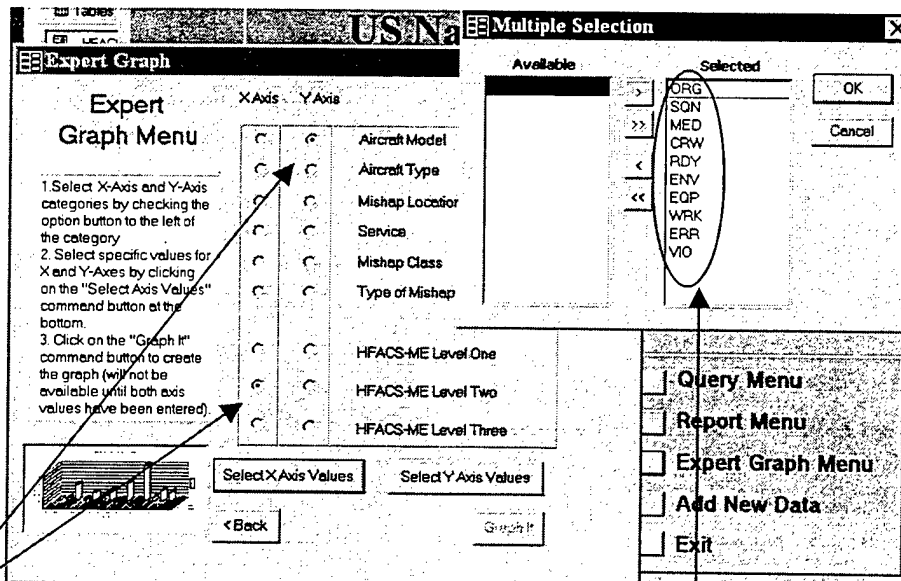 Tables
US Na
Multiple Selection
Expert Graph
Available
Selected
ORG
SQN
MED
CRW
RDY
ENV
EQP
WRK
ERR
VIO
>
>>
<
<<
OK
Cancel
Expert
Graph Menu
X Axis
Y Axis
Aircraft Model
Aircraft Type
Mishap Location
Service
Mishap Class
Type of Mishap
HFACS-ME Level One
HFACS-ME Level Two
HFACS-ME Level Three
1.Select X-Axis and Y-Axis
categories by checking the
option button to the left of
the category
2. Select specific values for
X and Y-Axes by clicking
on the "Select Axis Values"
command button at the
bottom.
3. Click on the "Graph It"
command button to create
the graph (will not be
available until both axis
values have been entered).
Select X Axis Values
Select Y Axis Values
<Back
Graph It
Query Menu
Report Menu
Expert Graph Menu
Add New Data
Exit